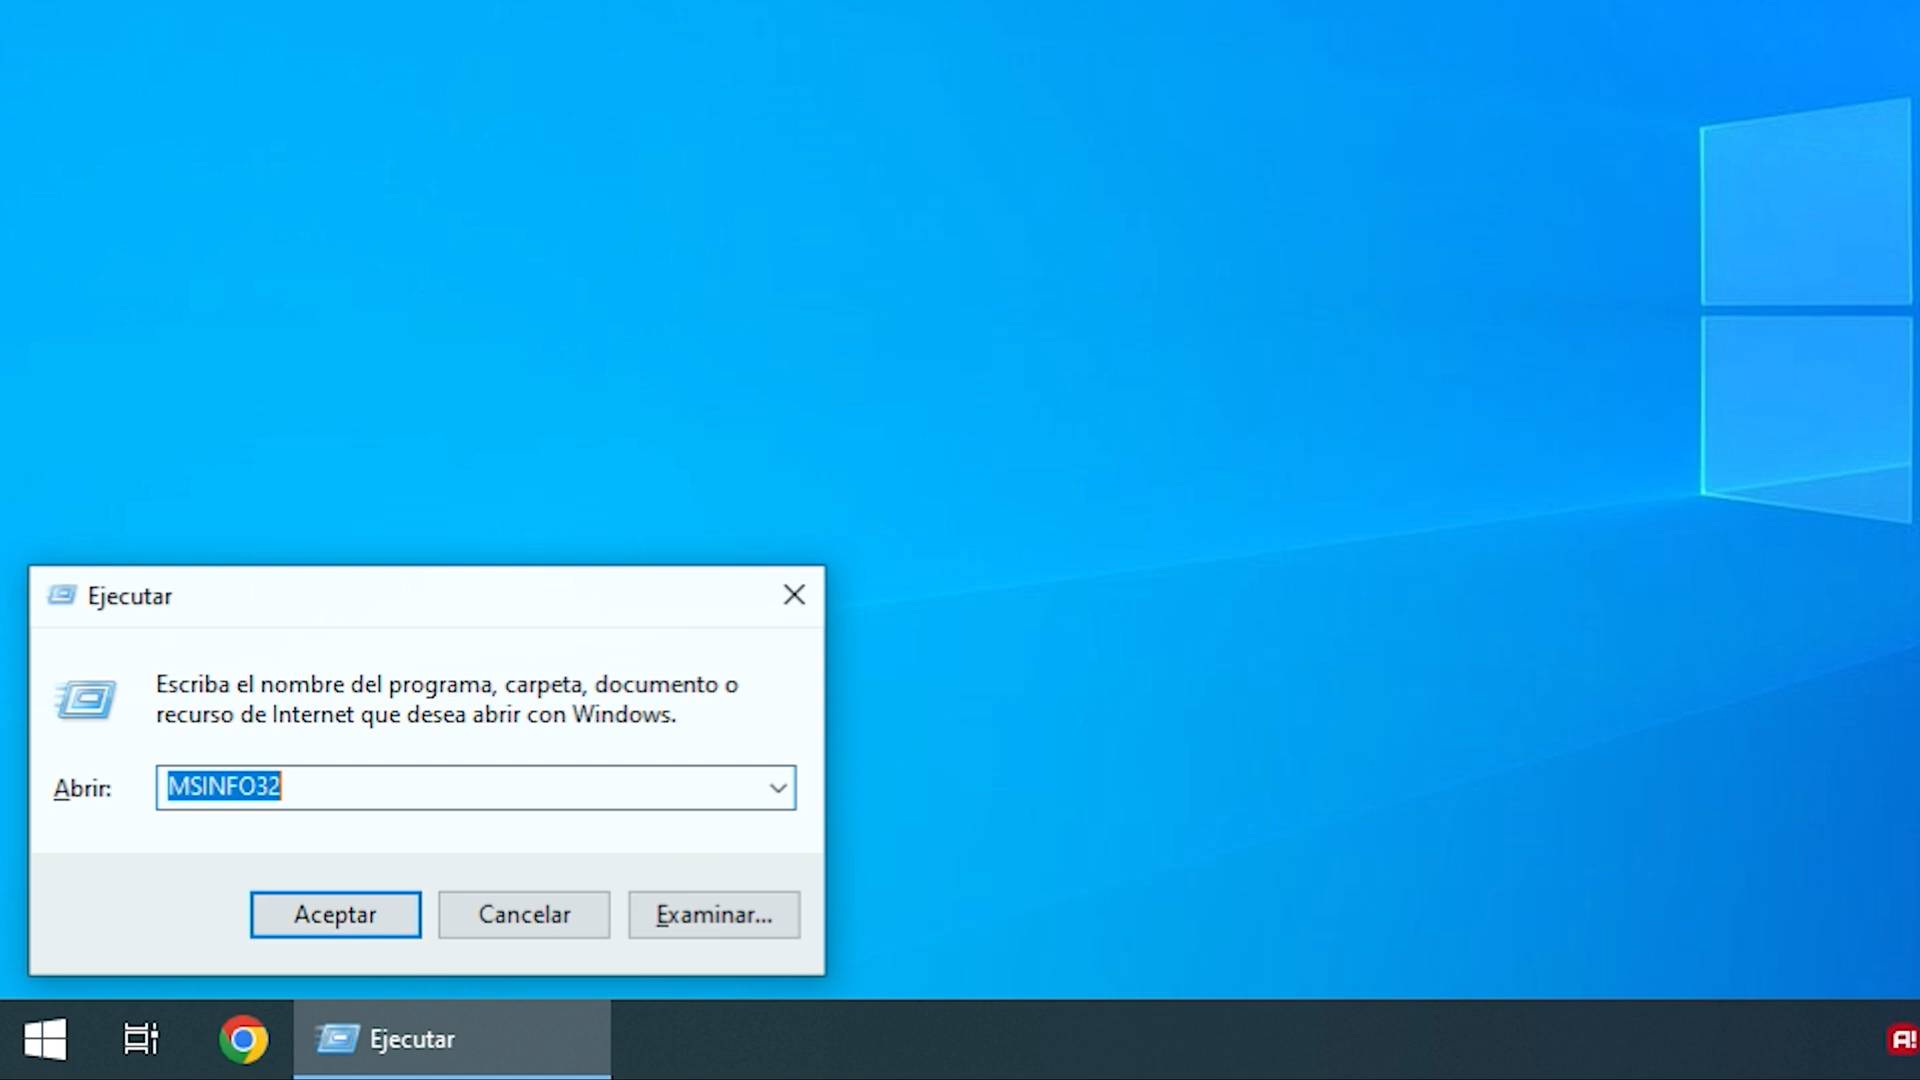 Ejecutar
Escriba el nombre del programa, carpeta, documento o
recurso de Internet que desea abrir con Windows.
Abrir: MSINFO32
Aceptar Cancelar Examinar...
Ejecutar
A!